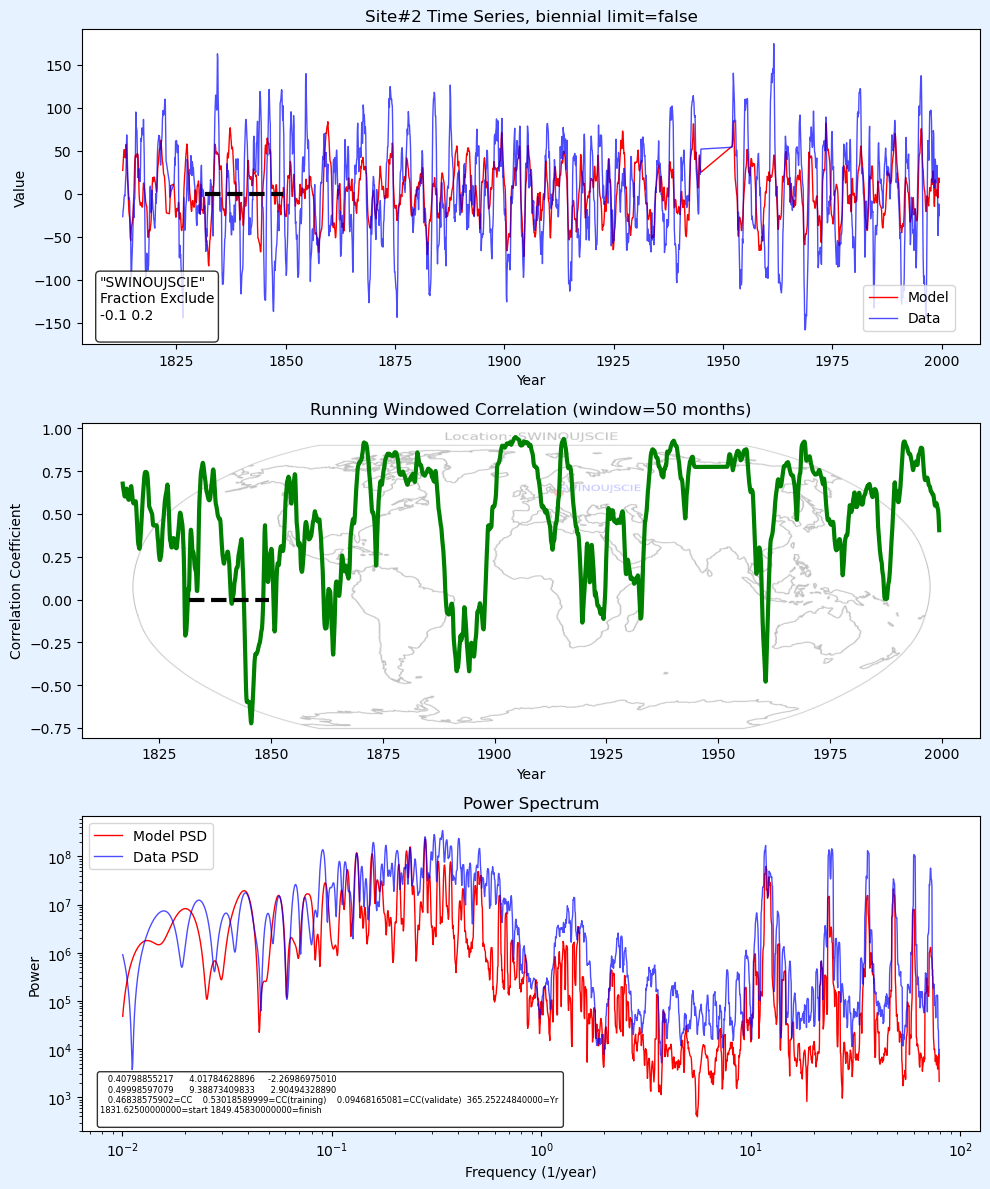 Site#2 Time Series, biennial limit=false
Value
150
100
50
0
−50
−100
−150
"SWINOUJSCIE"
Fraction Exclude
-0.1 0.2
Model
Data
1825 1850 1875 1900 1925 1950 1975 2000
Year
Running Windowed Correlation (window=50 months)
Location: SWINOUJSCIE
SWINOUJSCIE
Correlation Coefficient
1.00
0.75
0.50
0.25
0.00
−0.25
−0.50
−0.75
1825 1850 1875 1900 1925 1950 1975 2000
Year
Power Spectrum
Model PSD
Data PSD
Power
10⁸
10⁷
10⁶
10⁵
10⁴
10³
0.40798855217 4.01784628896 -2.26986975010
0.49998597079 9.38873409833 2.90494328890
0.46838575902=CC 0.53018589999=CC(training) 0.09468165081=CC(validate) 365.25224840000=Yr
1831.62500000000=start 1849.45830000000=finish
10⁻² 10⁻¹ 10⁰ 10¹ 10²
Frequency (1/year)